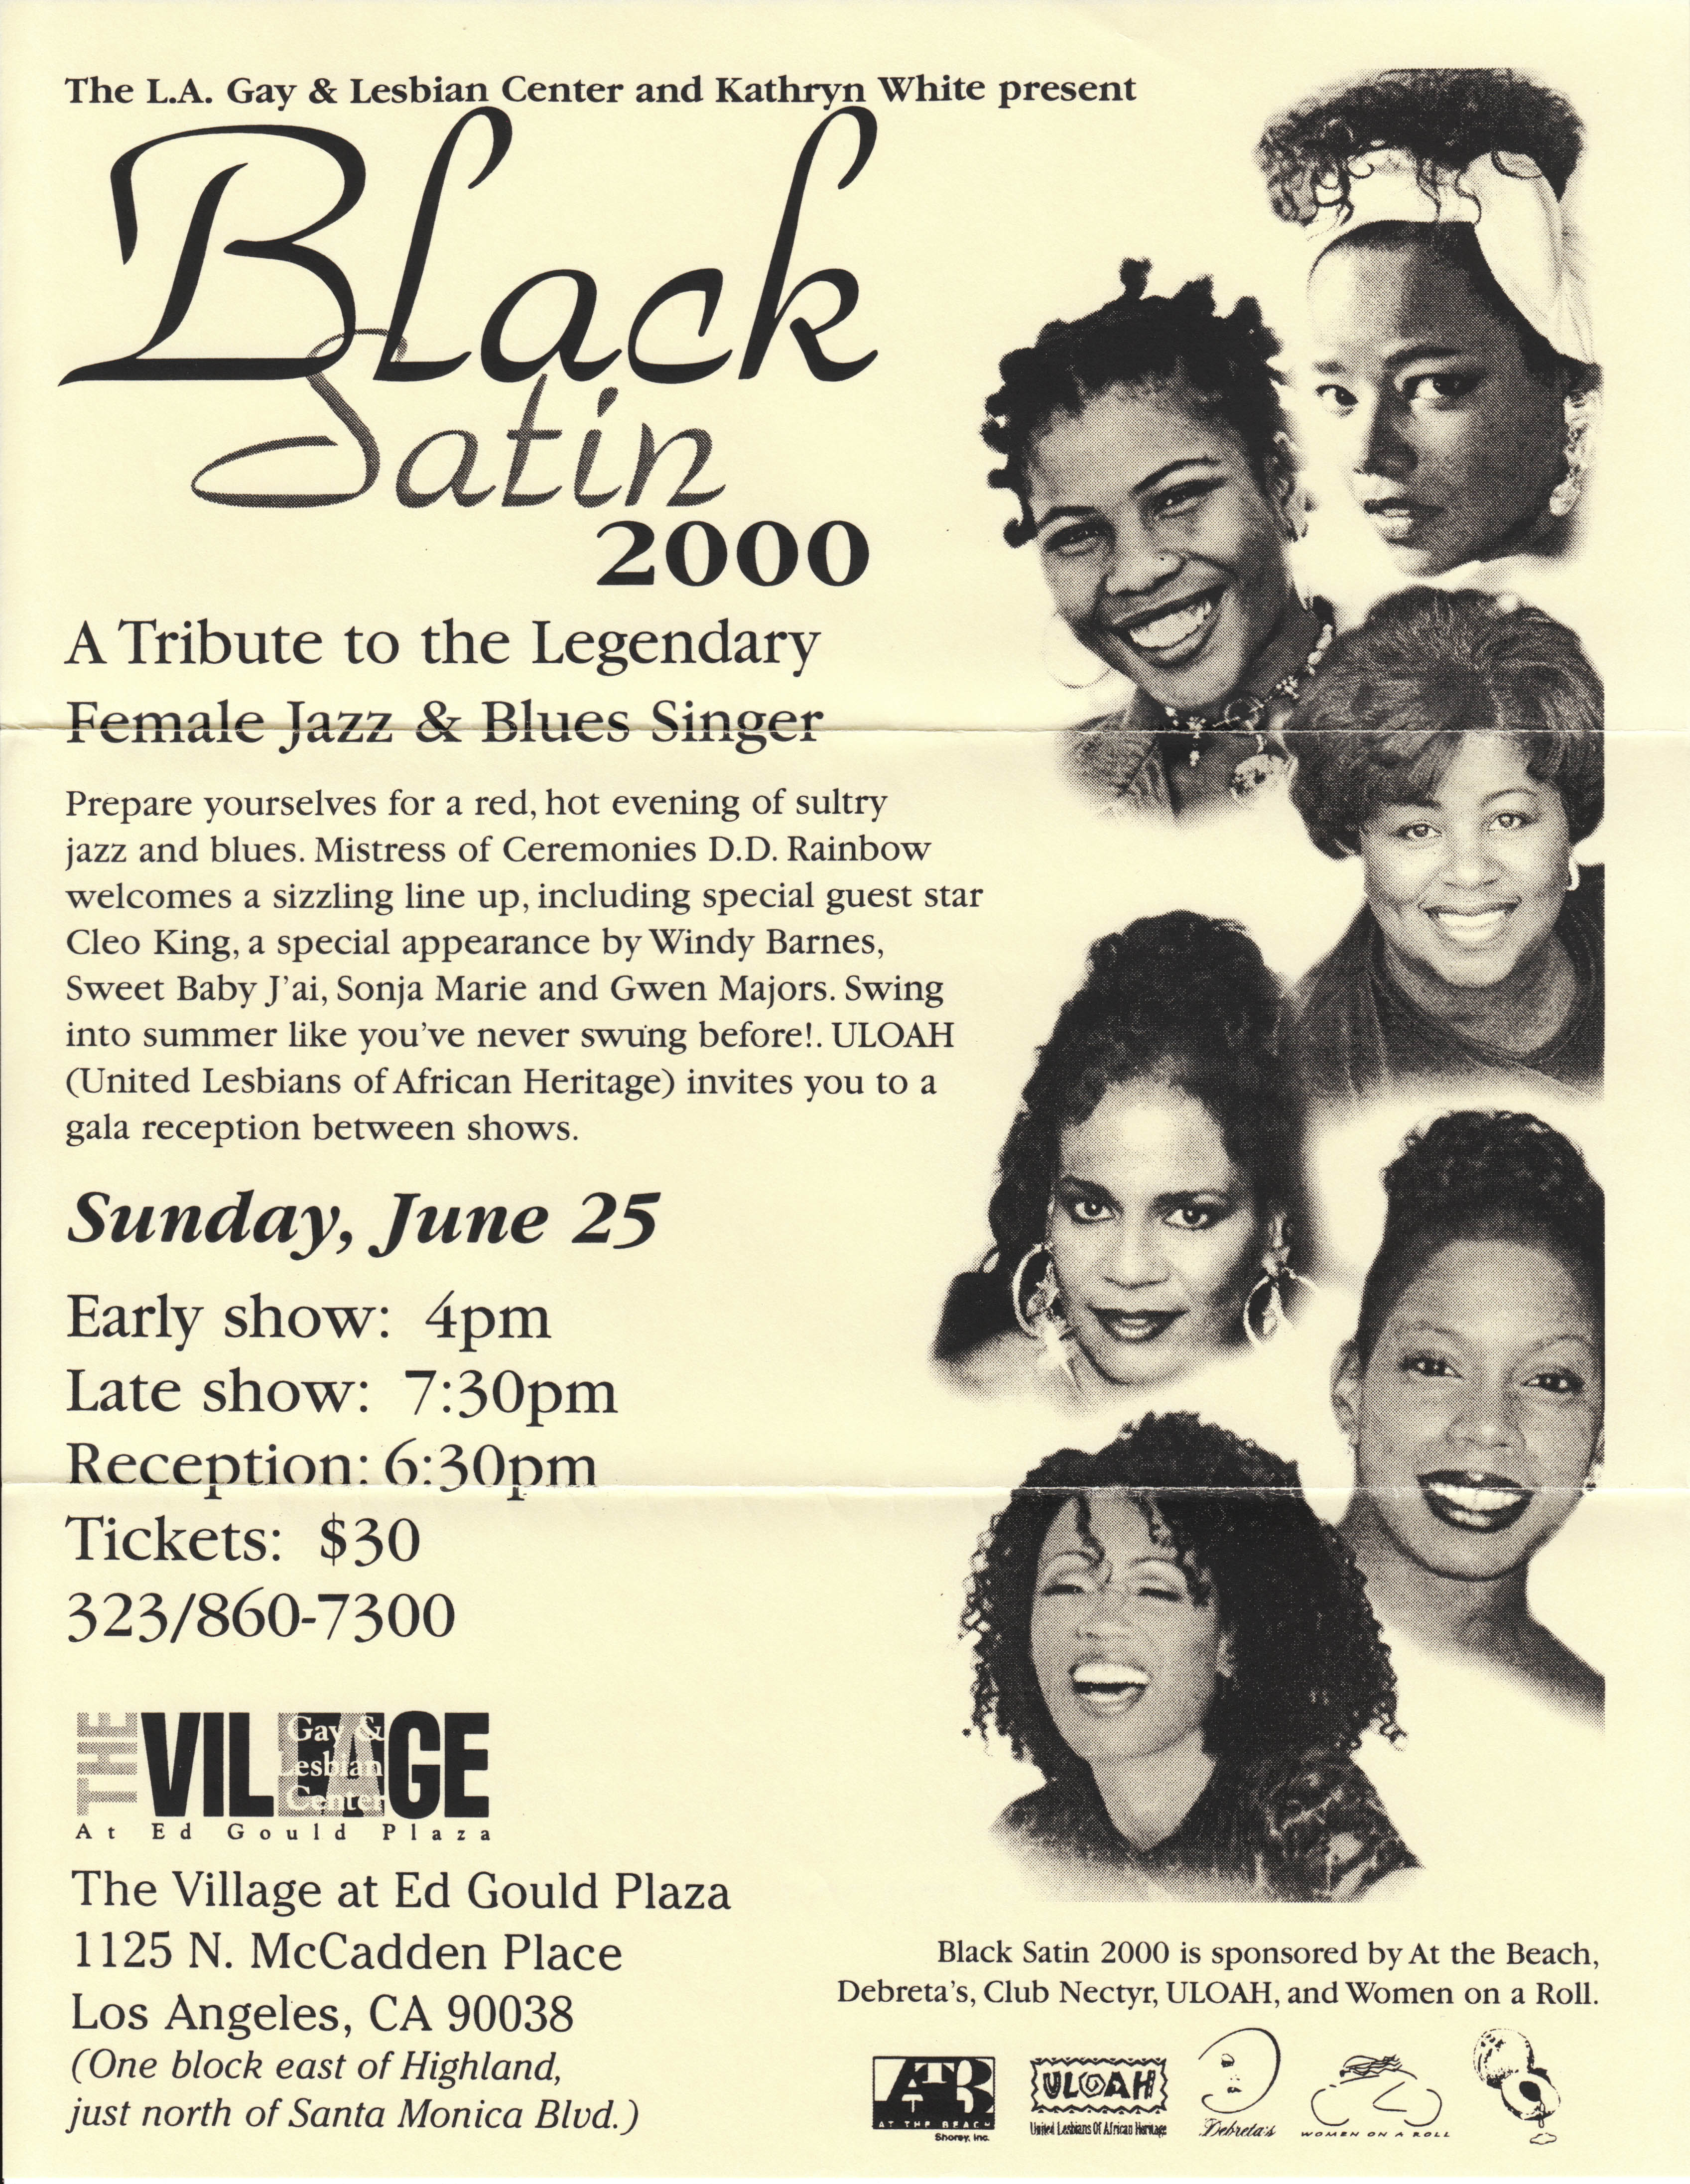 The L.A. Gay & Lesbian Center and Kathryn White present
Black
Satin
2000
A Tribute to the Legendary
Female Jazz & Blues Singer
Prepare yourselves for a red, hot evening of sultry
jazz and blues. Mistress of Ceremonies D.D. Rainbow
welcomes a sizzling line up, including special guest star
Cleo King, a special appearance by Windy Barnes,
Sweet Baby J'ai, Sonja Marie and Gwen Majors. Swing
into summer like you've never swung before!. ULOAH
(United Lesbians of African Heritage) invites you to a
gala reception between shows.
Sunday, June 25
Early show: 4pm
Late show: 7:30pm
Reception: 6:30pm
Tickets: $30
323/860-7300
THE VILLAGE
Gay &
Lesbian
Center
At Ed Gould Plaza
The Village at Ed Gould Plaza
1125 N. McCadden Place
Los Angeles, CA 90038
(One block east of Highland,
just north of Santa Monica Blvd.)
Black Satin 2000 is sponsored by At the Beach,
Debreta's, Club Nectyr, ULOAH, and Women on a Roll.
ATB
AT THE BEACH
Shorey, Inc.
ULOAH
United Lesbians Of African Heritage
Debreta's
WOMEN ON A ROLL